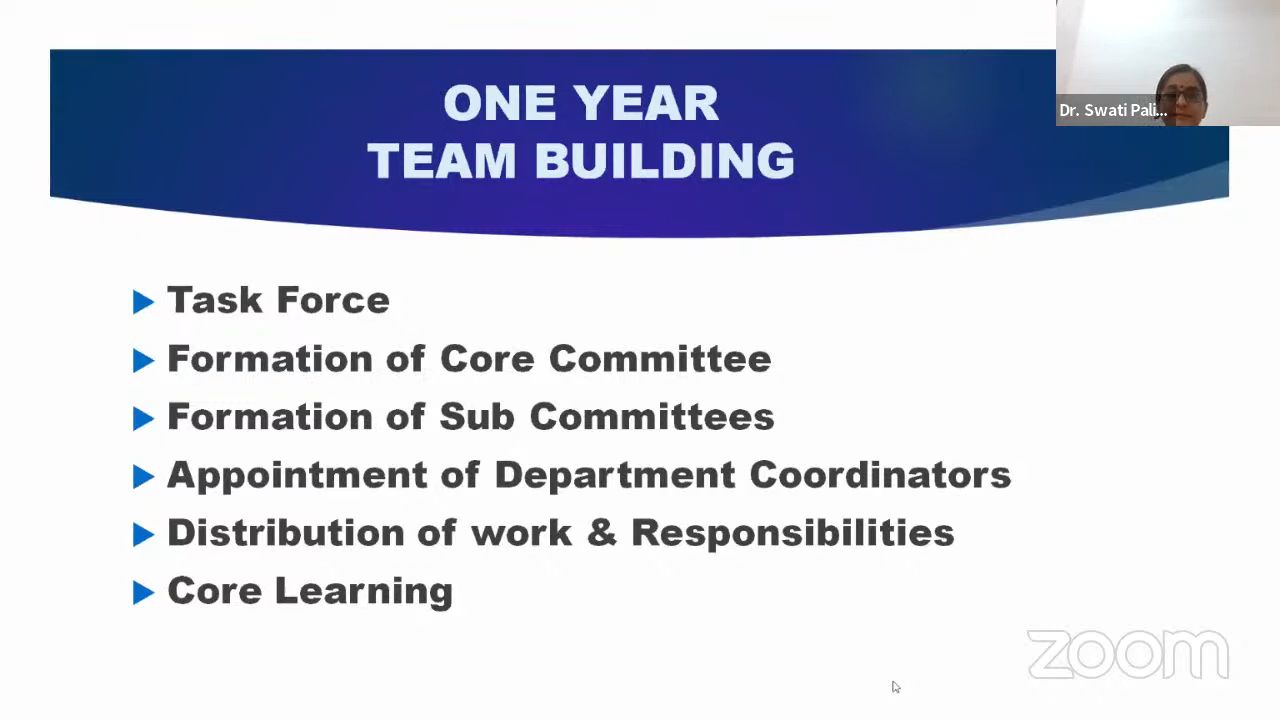 ONE YEAR
TEAM BUILDING
Dr. Swati Pali...
Task Force
Formation of Core Committee
Formation of Sub Committees
Appointment of Department Coordinators
Distribution of work & Responsibilities
Core Learning
zoom